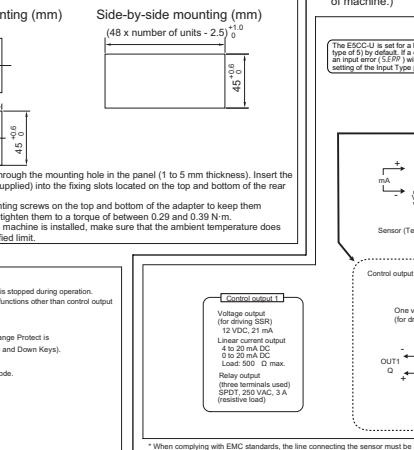 nting (mm)
Side-by-side mounting (mm)
of machine.)
(48 x number of units - 2.5) +1.0 0
45 +0.6 0
45 +0.6 0
The E5CC-U is set for a
type of 5) by default. If a
an input error (S.ERR) wi
setting of the Input Type
hrough the mounting hole in the panel (1 to 5 mm thickness). Insert the
upplied) into the fixing slots located on the top and bottom of the rear
nting screws on the top and bottom of the adapter to keep them
tighten them to a torque of between 0.29 and 0.39 N·m.
machine is installed, make sure that the ambient temperature does
fied limit.
+
mA
-
Sensor (Te
is stopped during operation.
functions other than control output
ange Protect is
and Down Keys).
ode.
Control output 1
Voltage output
(for driving SSR)
12 VDC, 21 mA
Linear current output
4 to 20 mA DC
0 to 20 mA DC
Load: 500 Ω max.
Relay output
(three terminals used)
SPDT, 250 VAC, 3 A
(resistive load)
Control output
One v
(for dr
-
OUT1
Q
+
* When complying with EMC standards, the line connecting the sensor must be